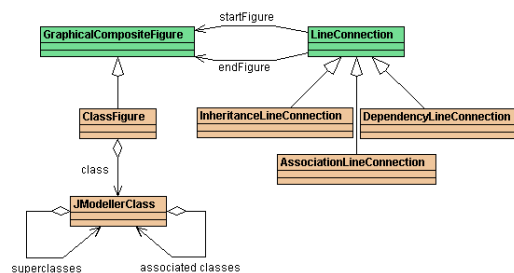 startFigure
GraphicalCompositeFigure
LineConnection
endFigure
ClassFigure
InheritanceLineConnection
DependencyLineConnection
AssociationLineConnection
class
JModellerClass
superclasses
associated classes